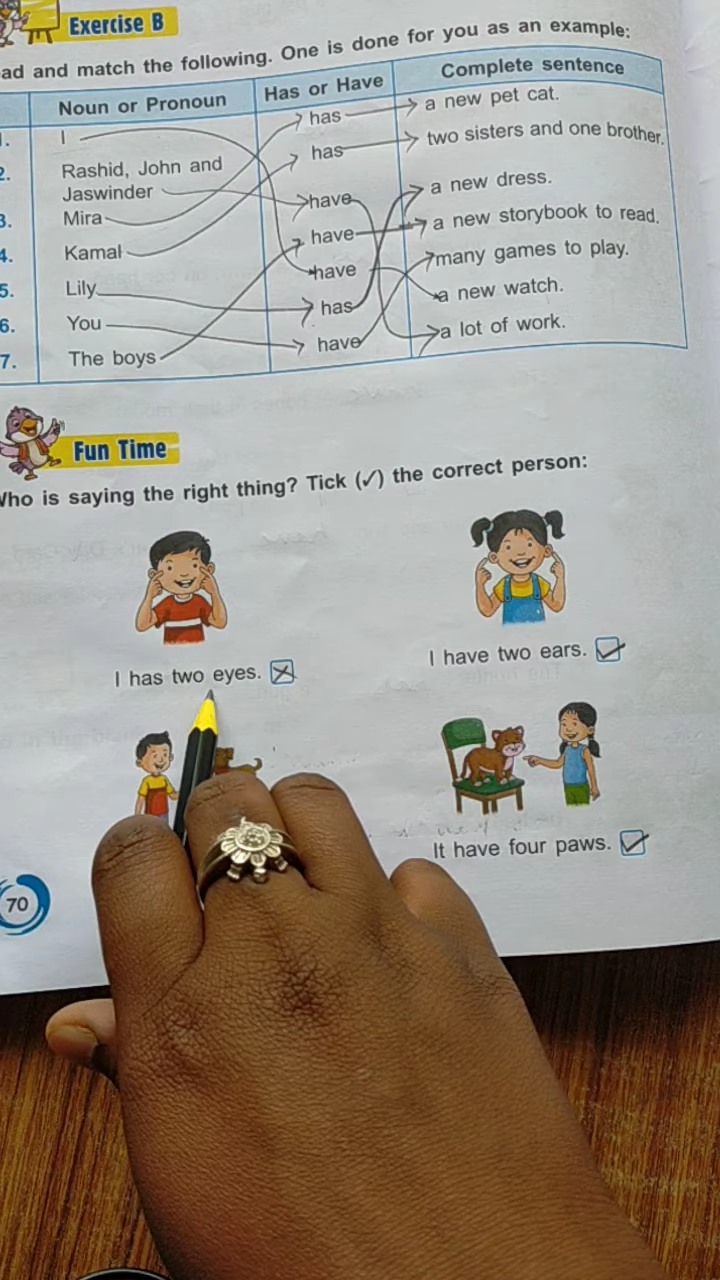 Exercise B
ad and match the following. One is done for you as an example:
Noun or Pronoun Has or Have Complete sentence
1. I has a new pet cat.
2. Rashid, John and Jaswinder has two sisters and one brother.
3. Mira have a new dress.
4. Kamal have a new storybook to read.
5. Lily have many games to play.
6. You has a new watch.
7. The boys have a lot of work.
Fun Time
Who is saying the right thing? Tick (✓) the correct person:
I has two eyes.
I have two ears.
It have four paws.
70